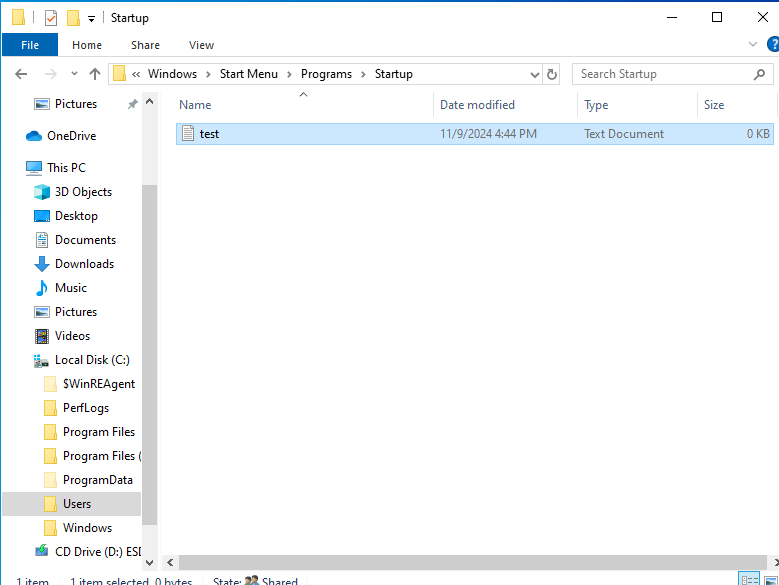 Startup
File Home Share View
« Windows > Start Menu > Programs > Startup Search Startup
Name Date modified Type Size
test 11/9/2024 4:44 PM Text Document 0 KB
Pictures
OneDrive
This PC
3D Objects
Desktop
Documents
Downloads
Music
Pictures
Videos
Local Disk (C:)
$WinREAgent
PerfLogs
Program Files
Program Files (
ProgramData
Users
Windows
CD Drive (D:) ESD
1 item 1 item selected 0 bytes State: Shared